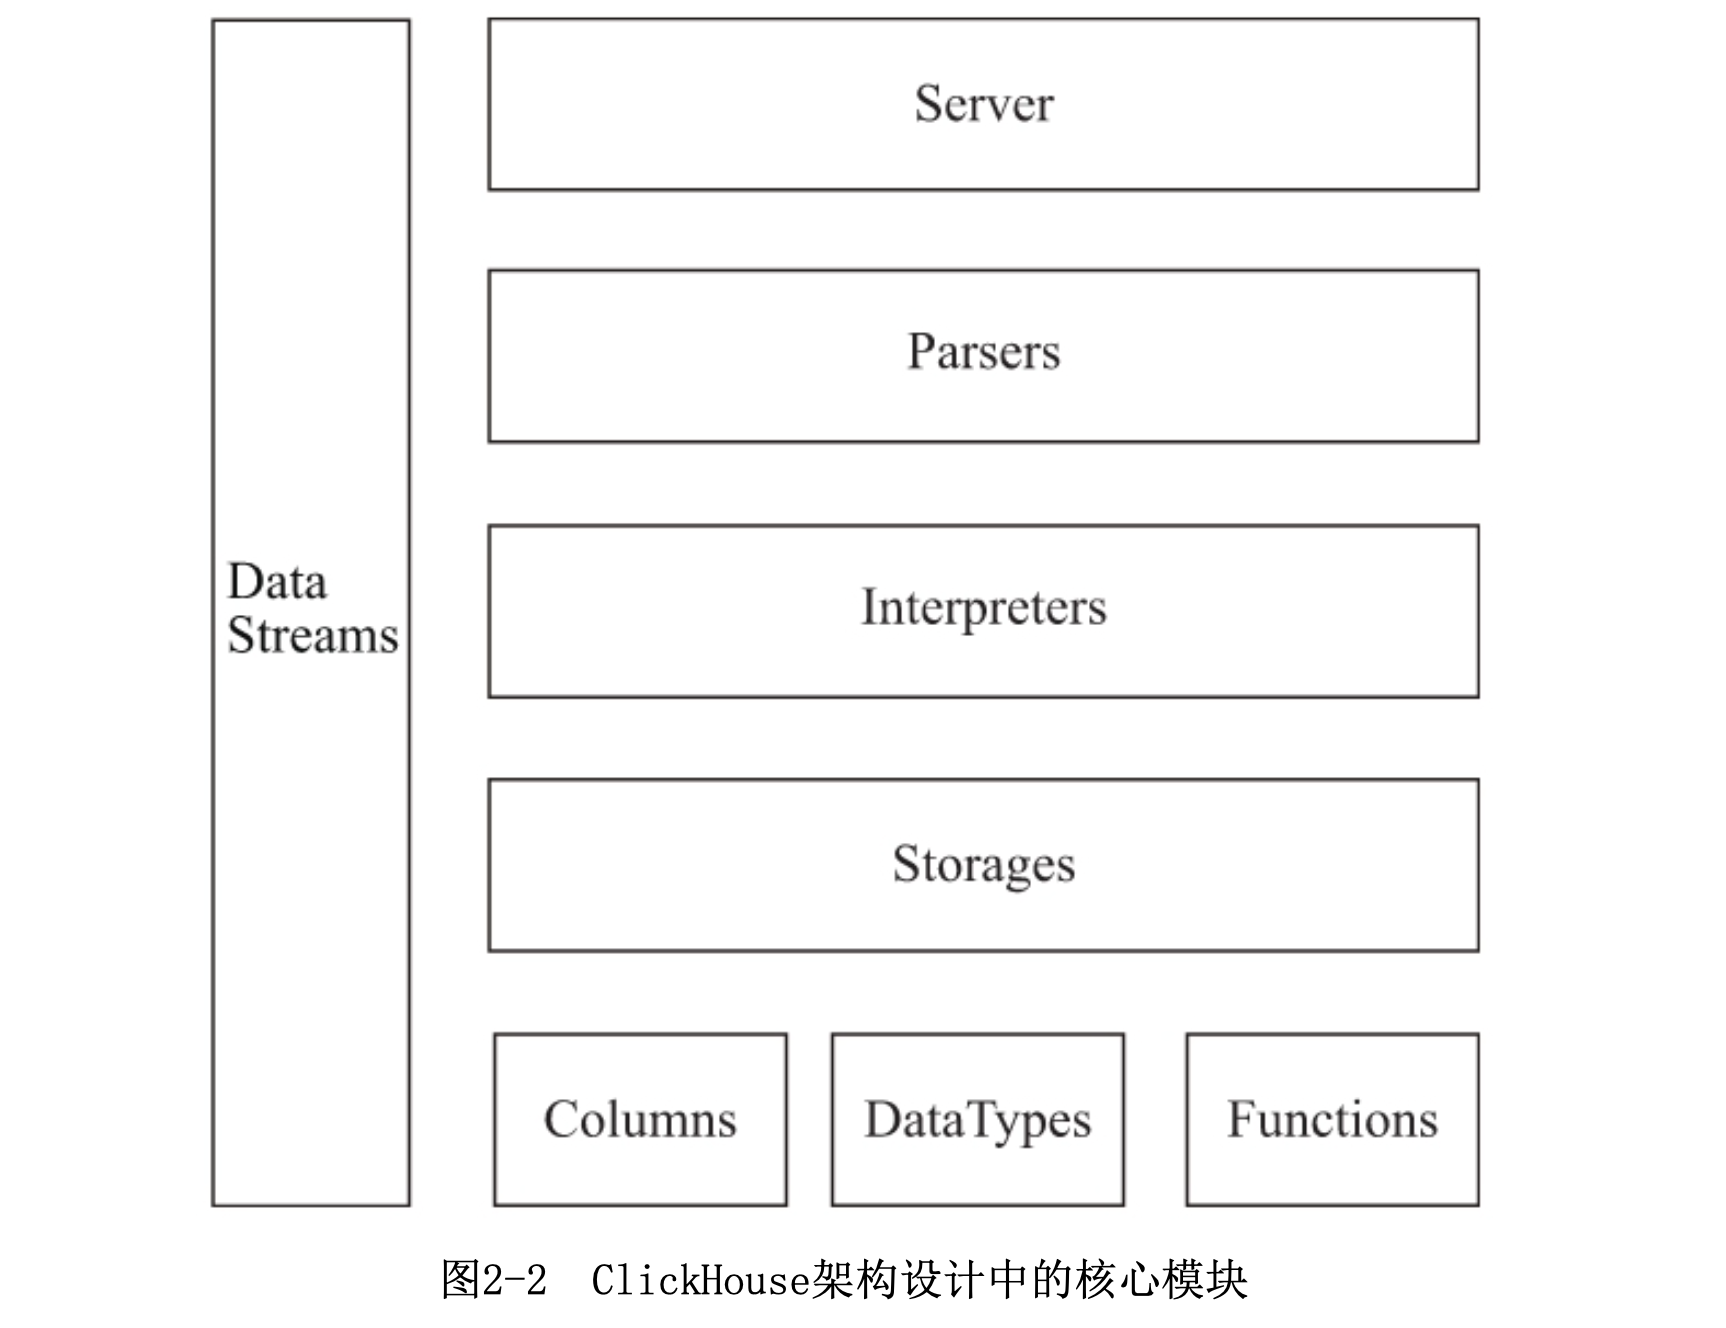 Server
Parsers
Data
Streams
Interpreters
Storages
Columns
DataTypes
Functions
图2-2 ClickHouse架构设计中的核心模块